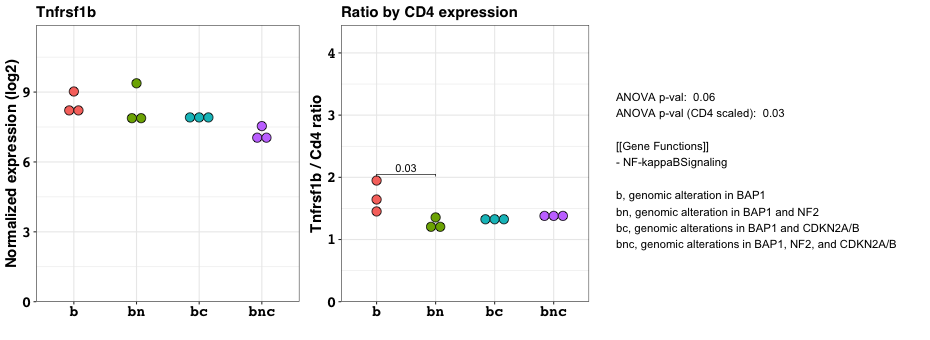 Tnfrsf1b
Normalized expression (log2)
9
6
3
0
b bn bc bnc
Ratio by CD4 expression
Tnfrsf1b / Cd4 ratio
4
3
2
1
0
0.03
b bn bc bnc
ANOVA p-val: 0.06
ANOVA p-val (CD4 scaled): 0.03
[[Gene Functions]]
- NF-kappaBSignaling
b, genomic alteration in BAP1
bn, genomic alteration in BAP1 and NF2
bc, genomic alterations in BAP1 and CDKN2A/B
bnc, genomic alterations in BAP1, NF2, and CDKN2A/B